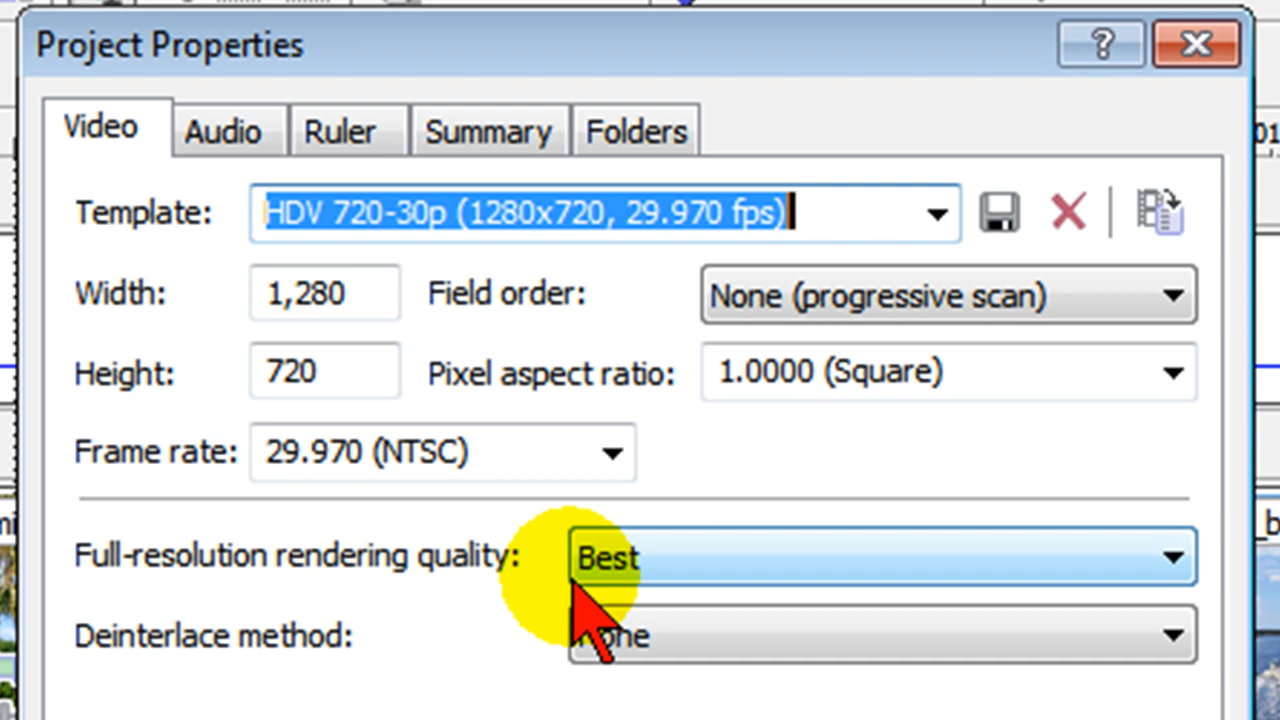 Project Properties
Video Audio Ruler Summary Folders
Template: HDV 720-30p (1280x720, 29.970 fps)
Width: 1,280 Field order: None (progressive scan)
Height: 720 Pixel aspect ratio: 1.0000 (Square)
Frame rate: 29.970 (NTSC)
Full-resolution rendering quality: Best
Deinterlace method: None